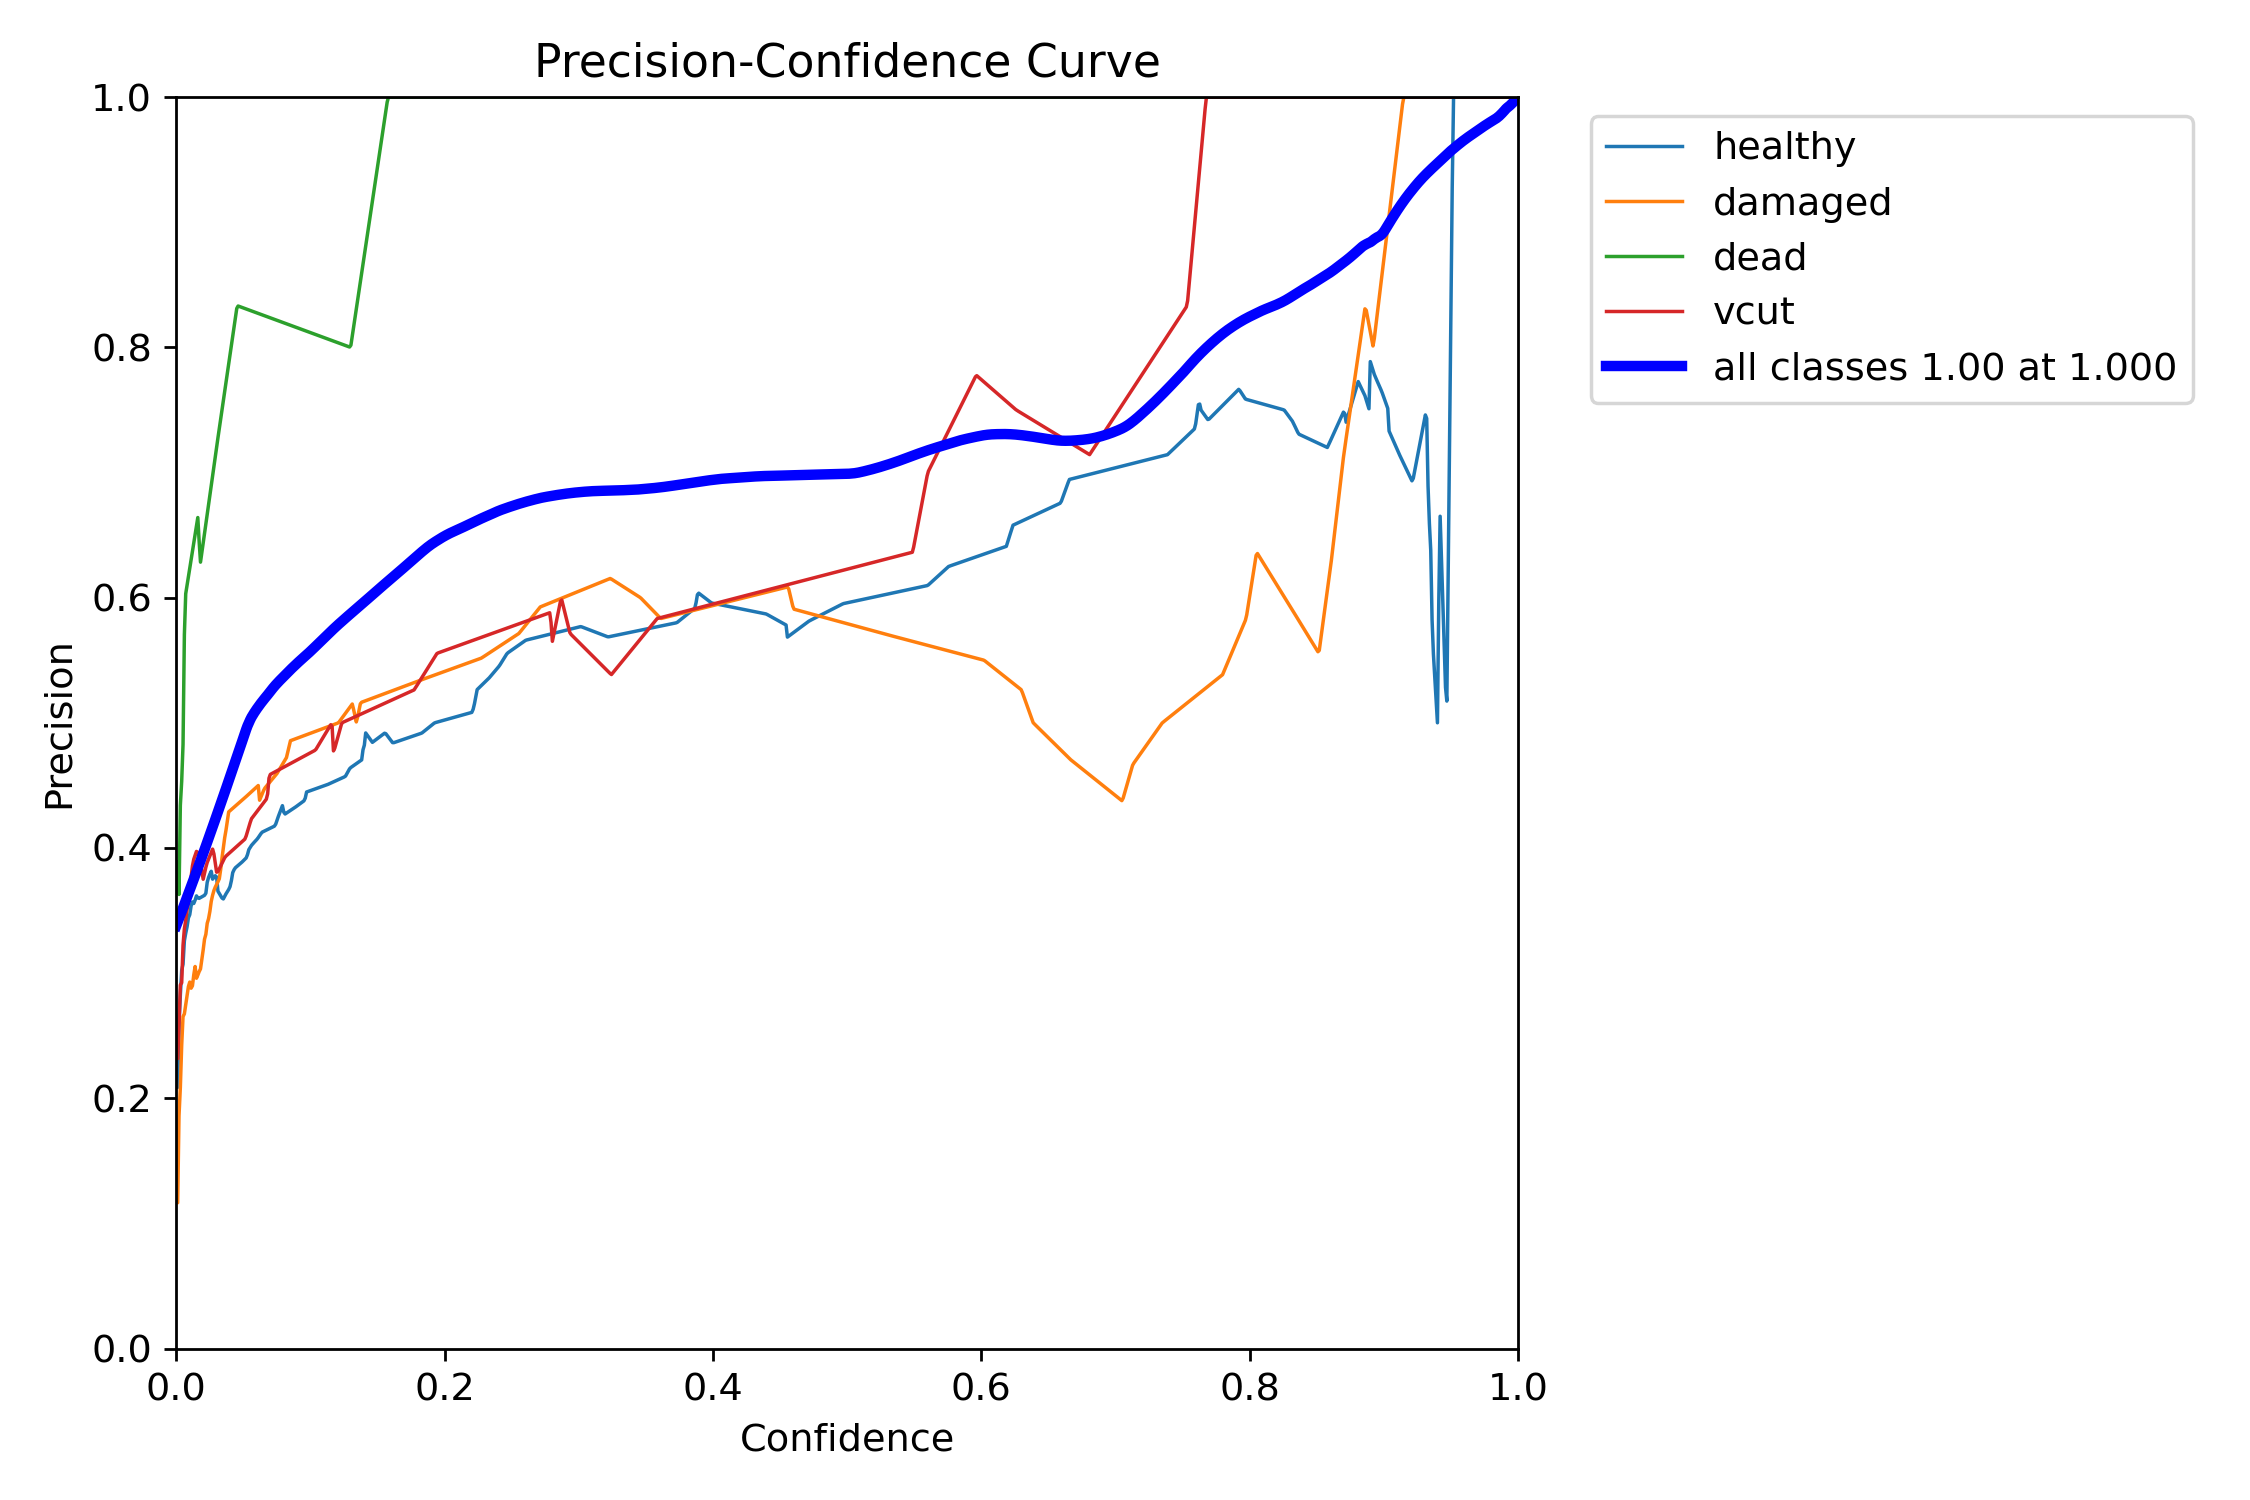 Precision-Confidence Curve
1.0
0.8
0.6
0.4
0.2
0.0
Precision
0.0 0.2 0.4 0.6 0.8 1.0
Confidence
healthy
damaged
dead
vcut
all classes 1.00 at 1.000